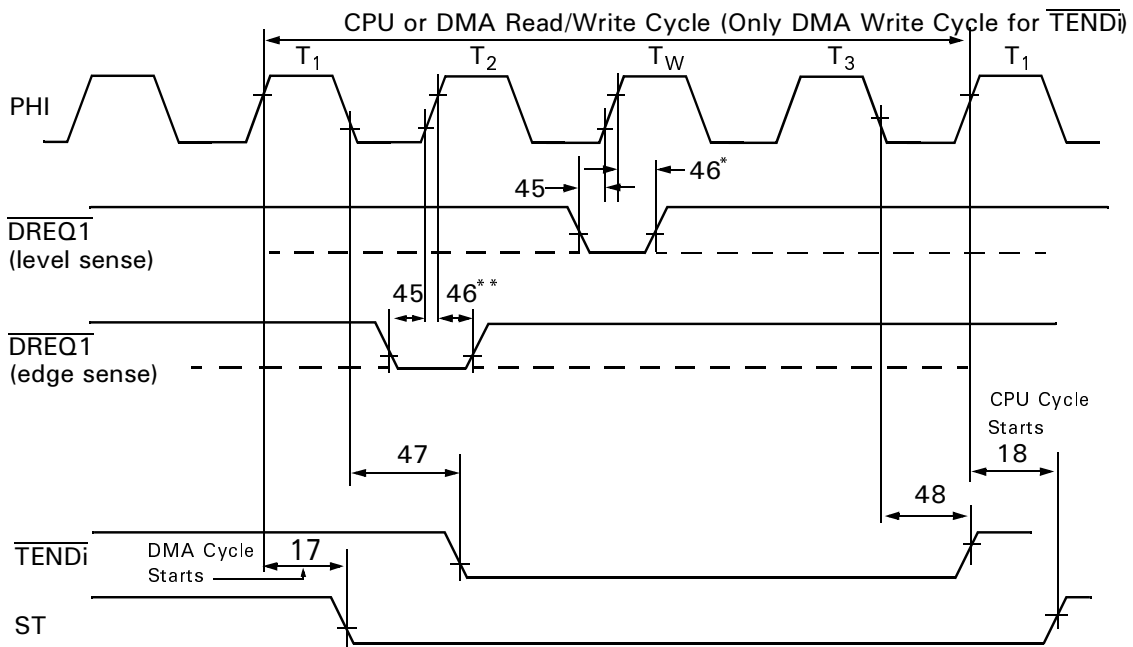 CPU or DMA Read/Write Cycle (Only DMA Write Cycle for TENDi)
T1 T2 TW T3 T1
PHI
45 46*
DREQ1
(level sense)
45 46**
DREQ1
(edge sense)
CPU Cycle
Starts
18
47
48
TENDi
DMA Cycle
Starts
17
ST